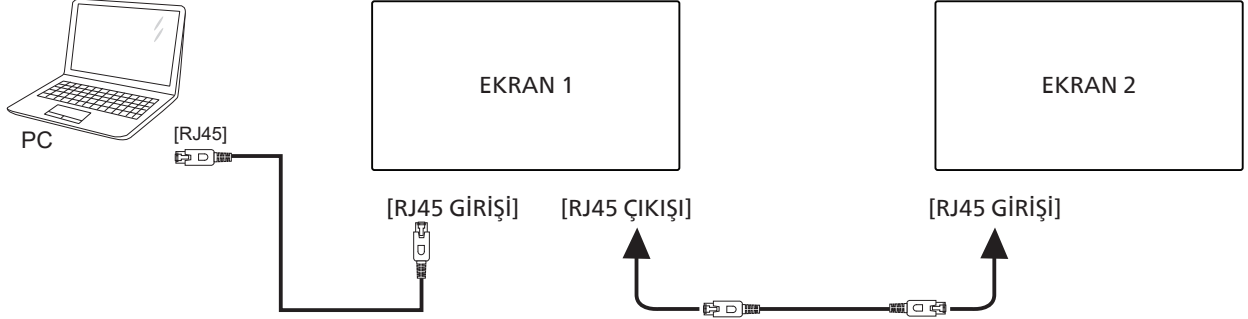 EKRAN 1
EKRAN 2
PC
[RJ45]
[RJ45 GİRİŞİ]
[RJ45 ÇIKIŞI]
[RJ45 GİRİŞİ]